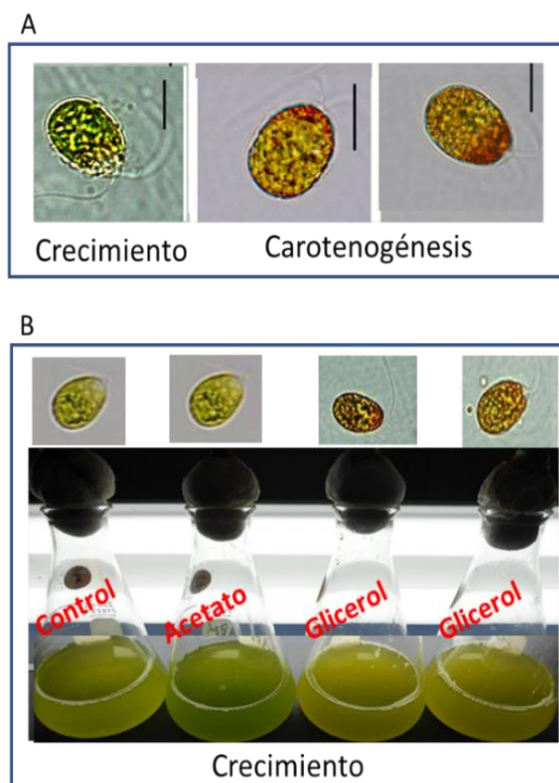 A
Crecimiento
Carotenogénesis
B
Control
Acetato
Glicerol
Glicerol
Crecimiento